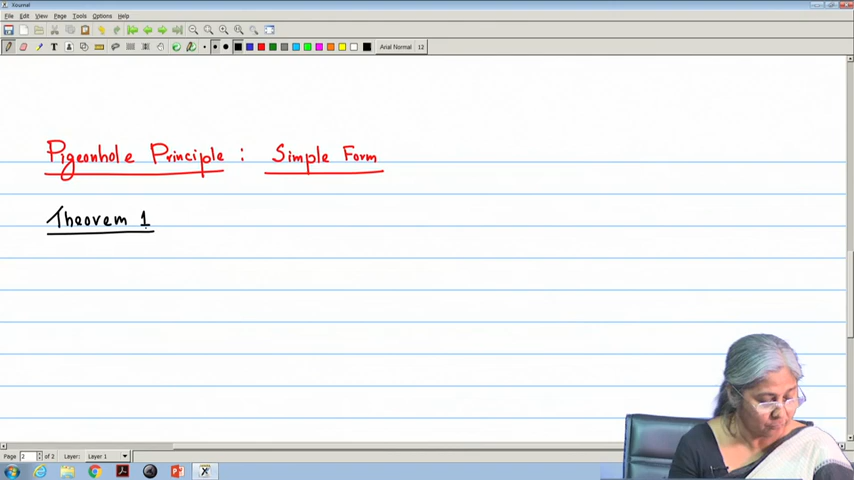 Xournal
File Edit View Page Tools Options Help
Arial Normal 12
Pigeonhole Principle : Simple Form
Theorem 1
Page 2 of 2 Layer: Layer 1